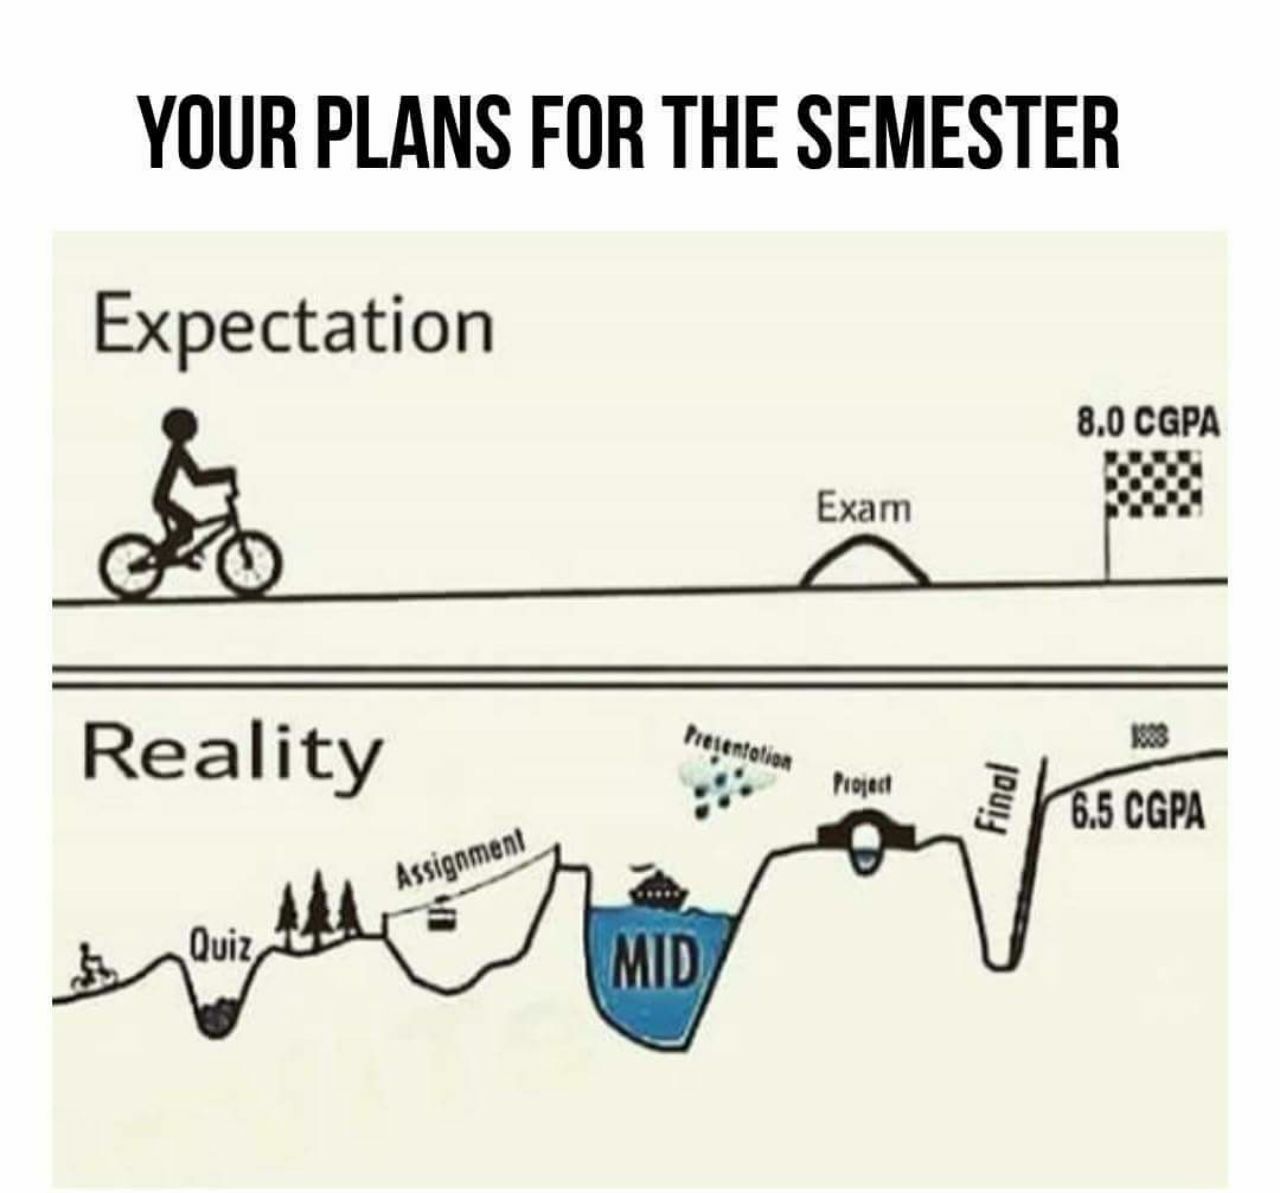 YOUR PLANS FOR THE SEMESTER
Expectation
8.0 CGPA
Exam
Reality
Presentation
Project
Final
6.5 CGPA
Assignment
Quiz
MID